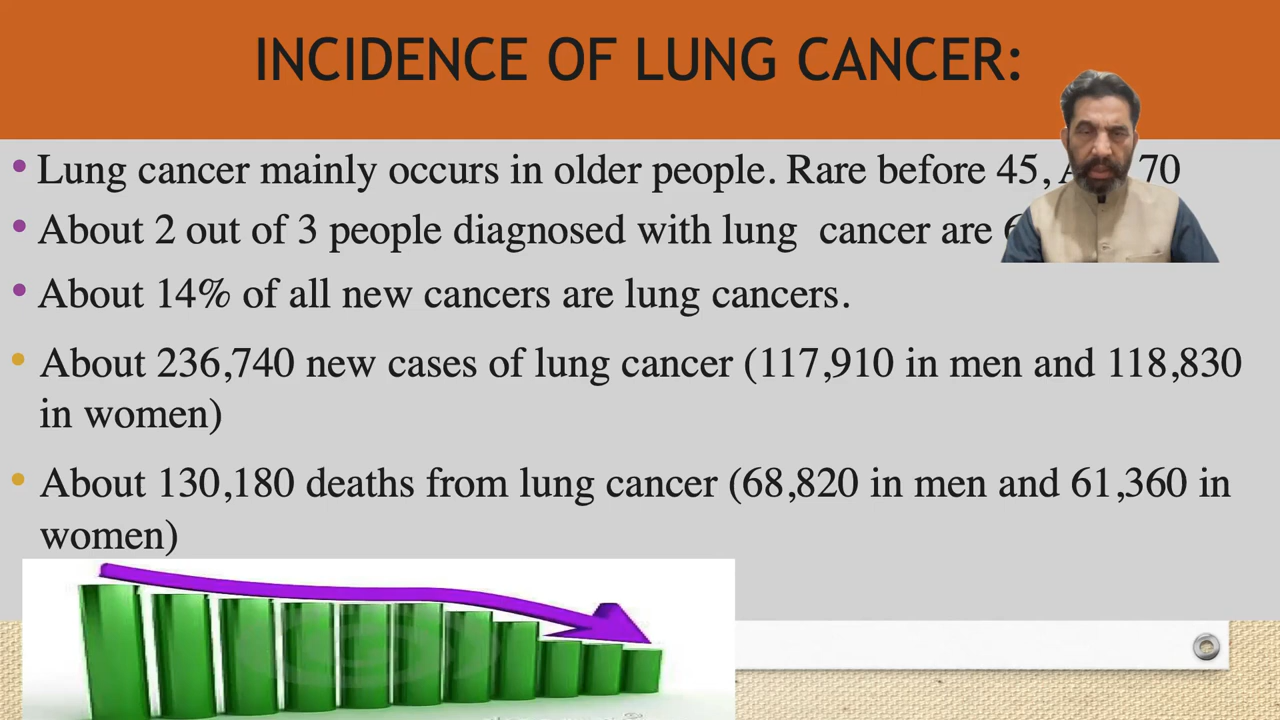 INCIDENCE OF LUNG CANCER:
• Lung cancer mainly occurs in older people. Rare before 45, 70
• About 2 out of 3 people diagnosed with lung cancer are
• About 14% of all new cancers are lung cancers.
• About 236,740 new cases of lung cancer (117,910 in men and 118,830
in women)
• About 130,180 deaths from lung cancer (68,820 in men and 61,360 in
women)